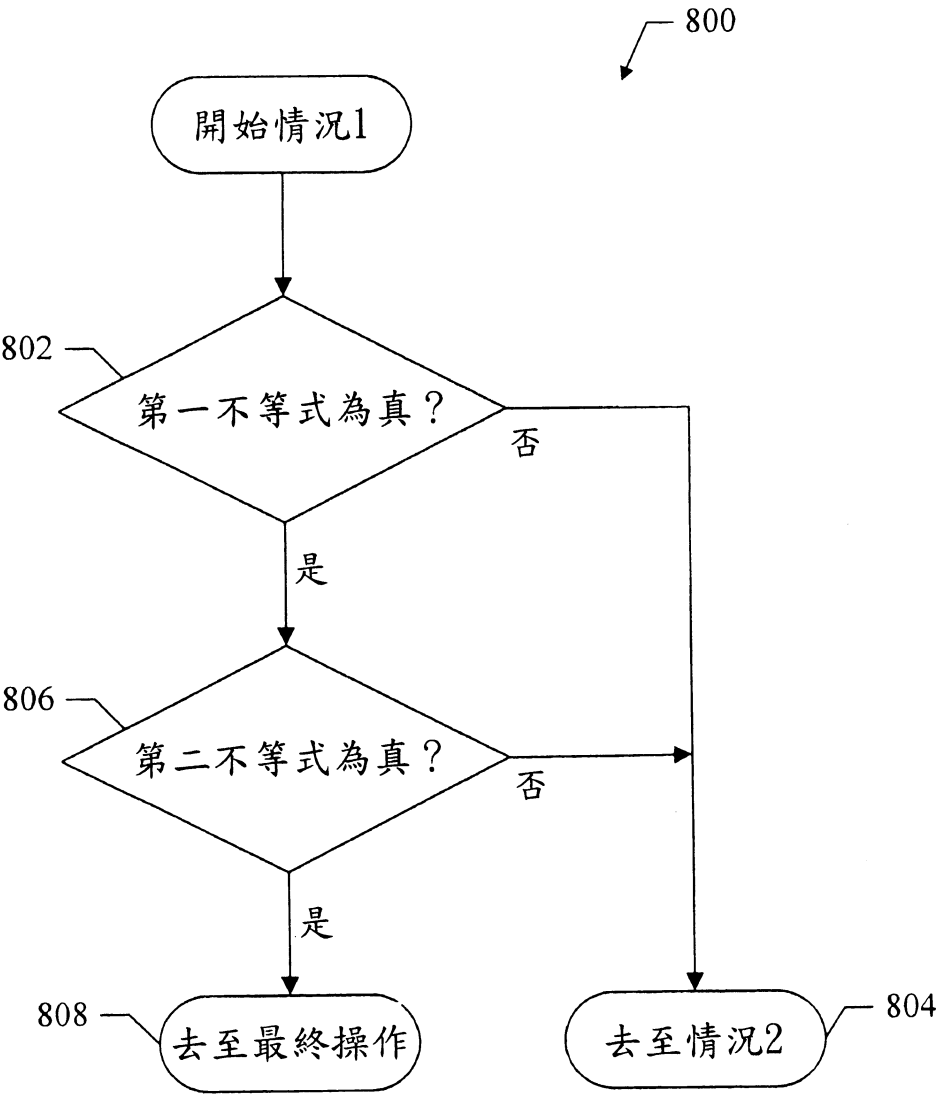 800
開始情況1
802
第一不等式為真？
否
是
806
第二不等式為真？
否
是
808
去至最終操作
804
去至情況2